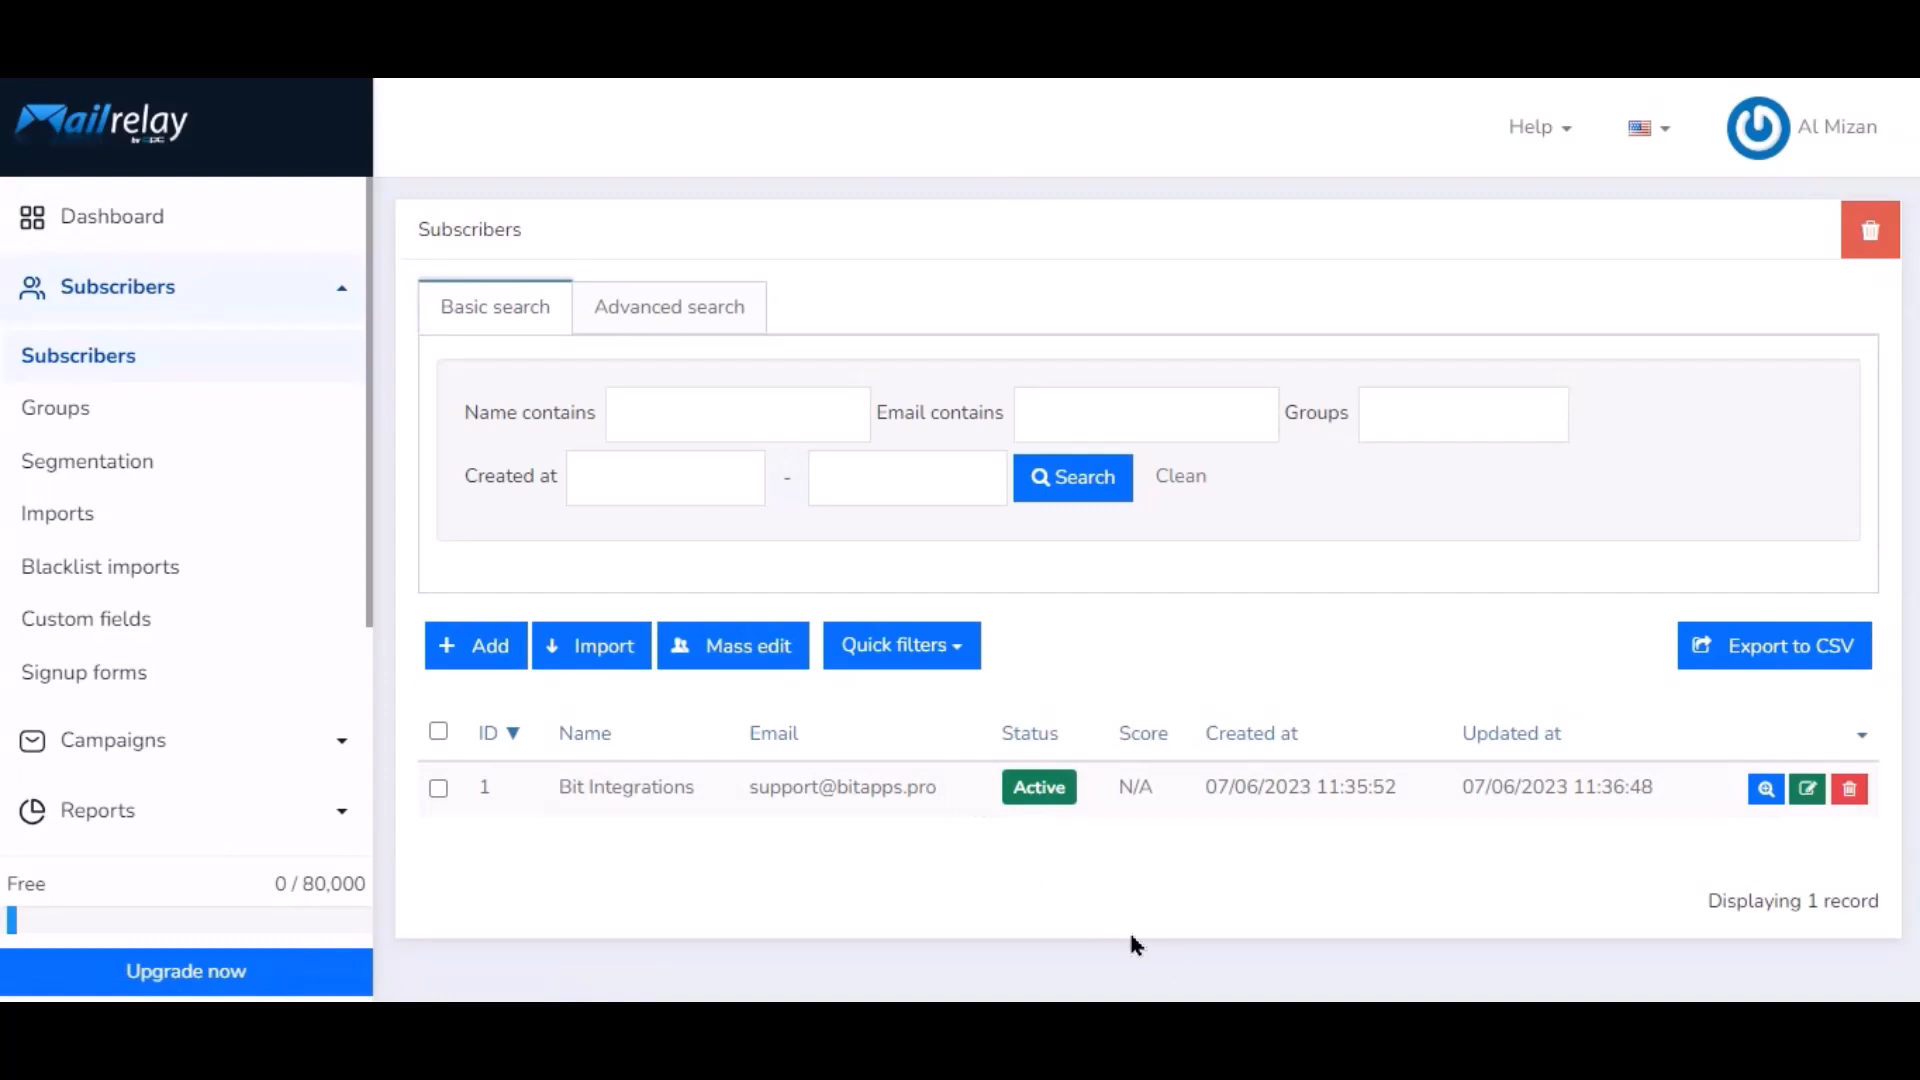 Mailrelay
Help
Al Mizan
Dashboard
Subscribers
Subscribers
Groups
Segmentation
Imports
Blacklist imports
Custom fields
Signup forms
Campaigns
Reports
Free 0 / 80,000
Upgrade now
Subscribers
Basic search Advanced search
Name contains Email contains Groups
Created at - Search Clean
+ Add Import Mass edit Quick filters Export to CSV
ID ▼ Name Email Status Score Created at Updated at
1 Bit Integrations support@bitapps.pro Active N/A 07/06/2023 11:35:52 07/06/2023 11:36:48
Displaying 1 record